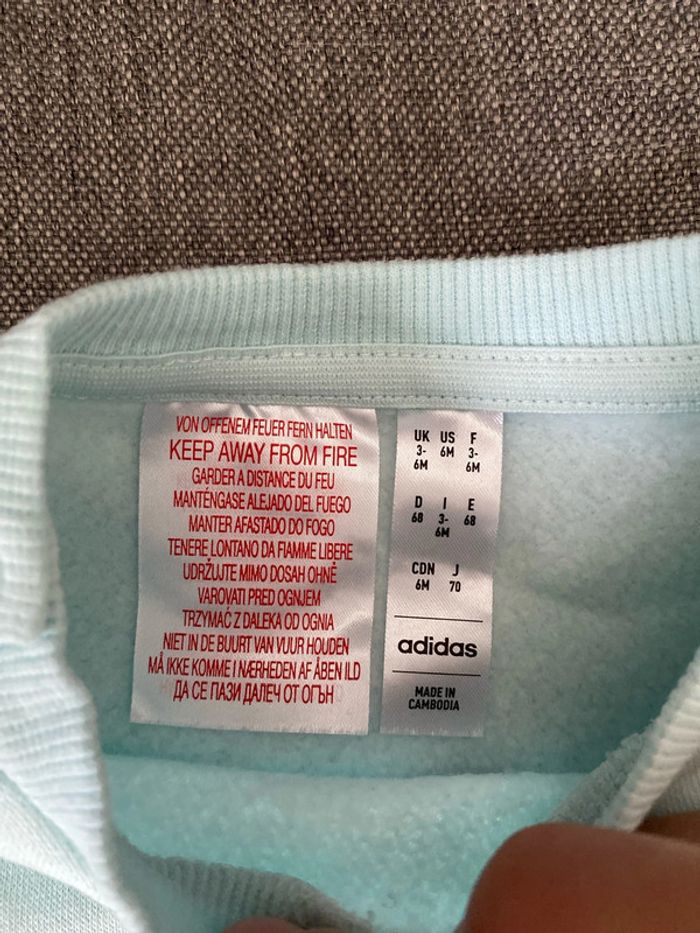 VON OFFENEM FEUER FERN HALTEN
KEEP AWAY FROM FIRE
GARDER A DISTANCE DU FEU
MANTÉNGASE ALEJADO DEL FUEGO
MANTER AFASTADO DO FOGO
TENERE LONTANO DA FIAMME LIBERE
UDRŽUJTE MIMO DOSAH OHNĚ
VAROVATI PRED OGNJEM
TRZYMAĆ Z DALEKA OD OGNIA
NIET IN DE BUURT VAN VUUR HOUDEN
MÅ IKKE KOMME I NÆRHEDEN AF ÅBEN ILD
ДА СЕ ПАЗИ ДАЛЕЧ ОТ ОГЪН
UK US F
3- 6M 3-
6M 6M
D I E
68 3- 68
6M
CDN J
6M 70
adidas
MADE IN
CAMBODIA